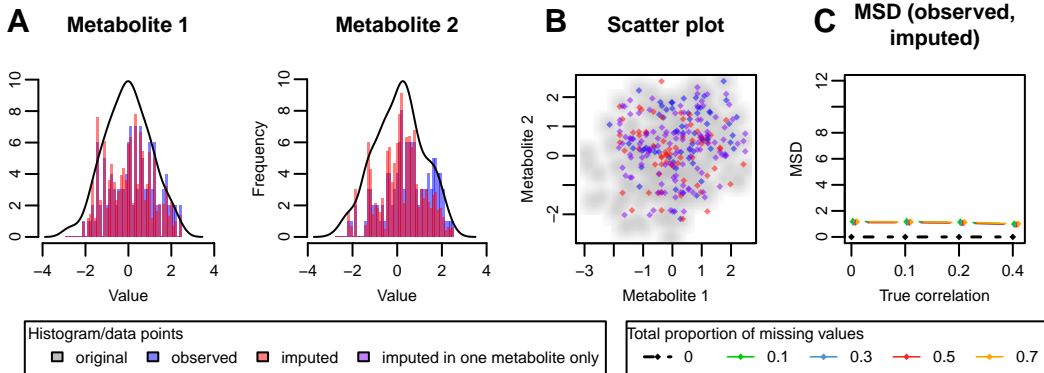 A
Metabolite 1
Metabolite 2
B
Scatter plot
C
MSD (observed,
imputed)
0 2 4 6 8 10
−4 −2 0 2 4
Value
Frequency
0 2 4 6 8 10
−4 −2 0 2 4
Value
Metabolite 2
−2 0 1 2
−3 −1 0 1 2
Metabolite 1
MSD
0 2 4 6 8 12
0 0.1 0.2 0.4
True correlation
Histogram/data points
original observed imputed imputed in one metabolite only
Total proportion of missing values
0 0.1 0.3 0.5 0.7